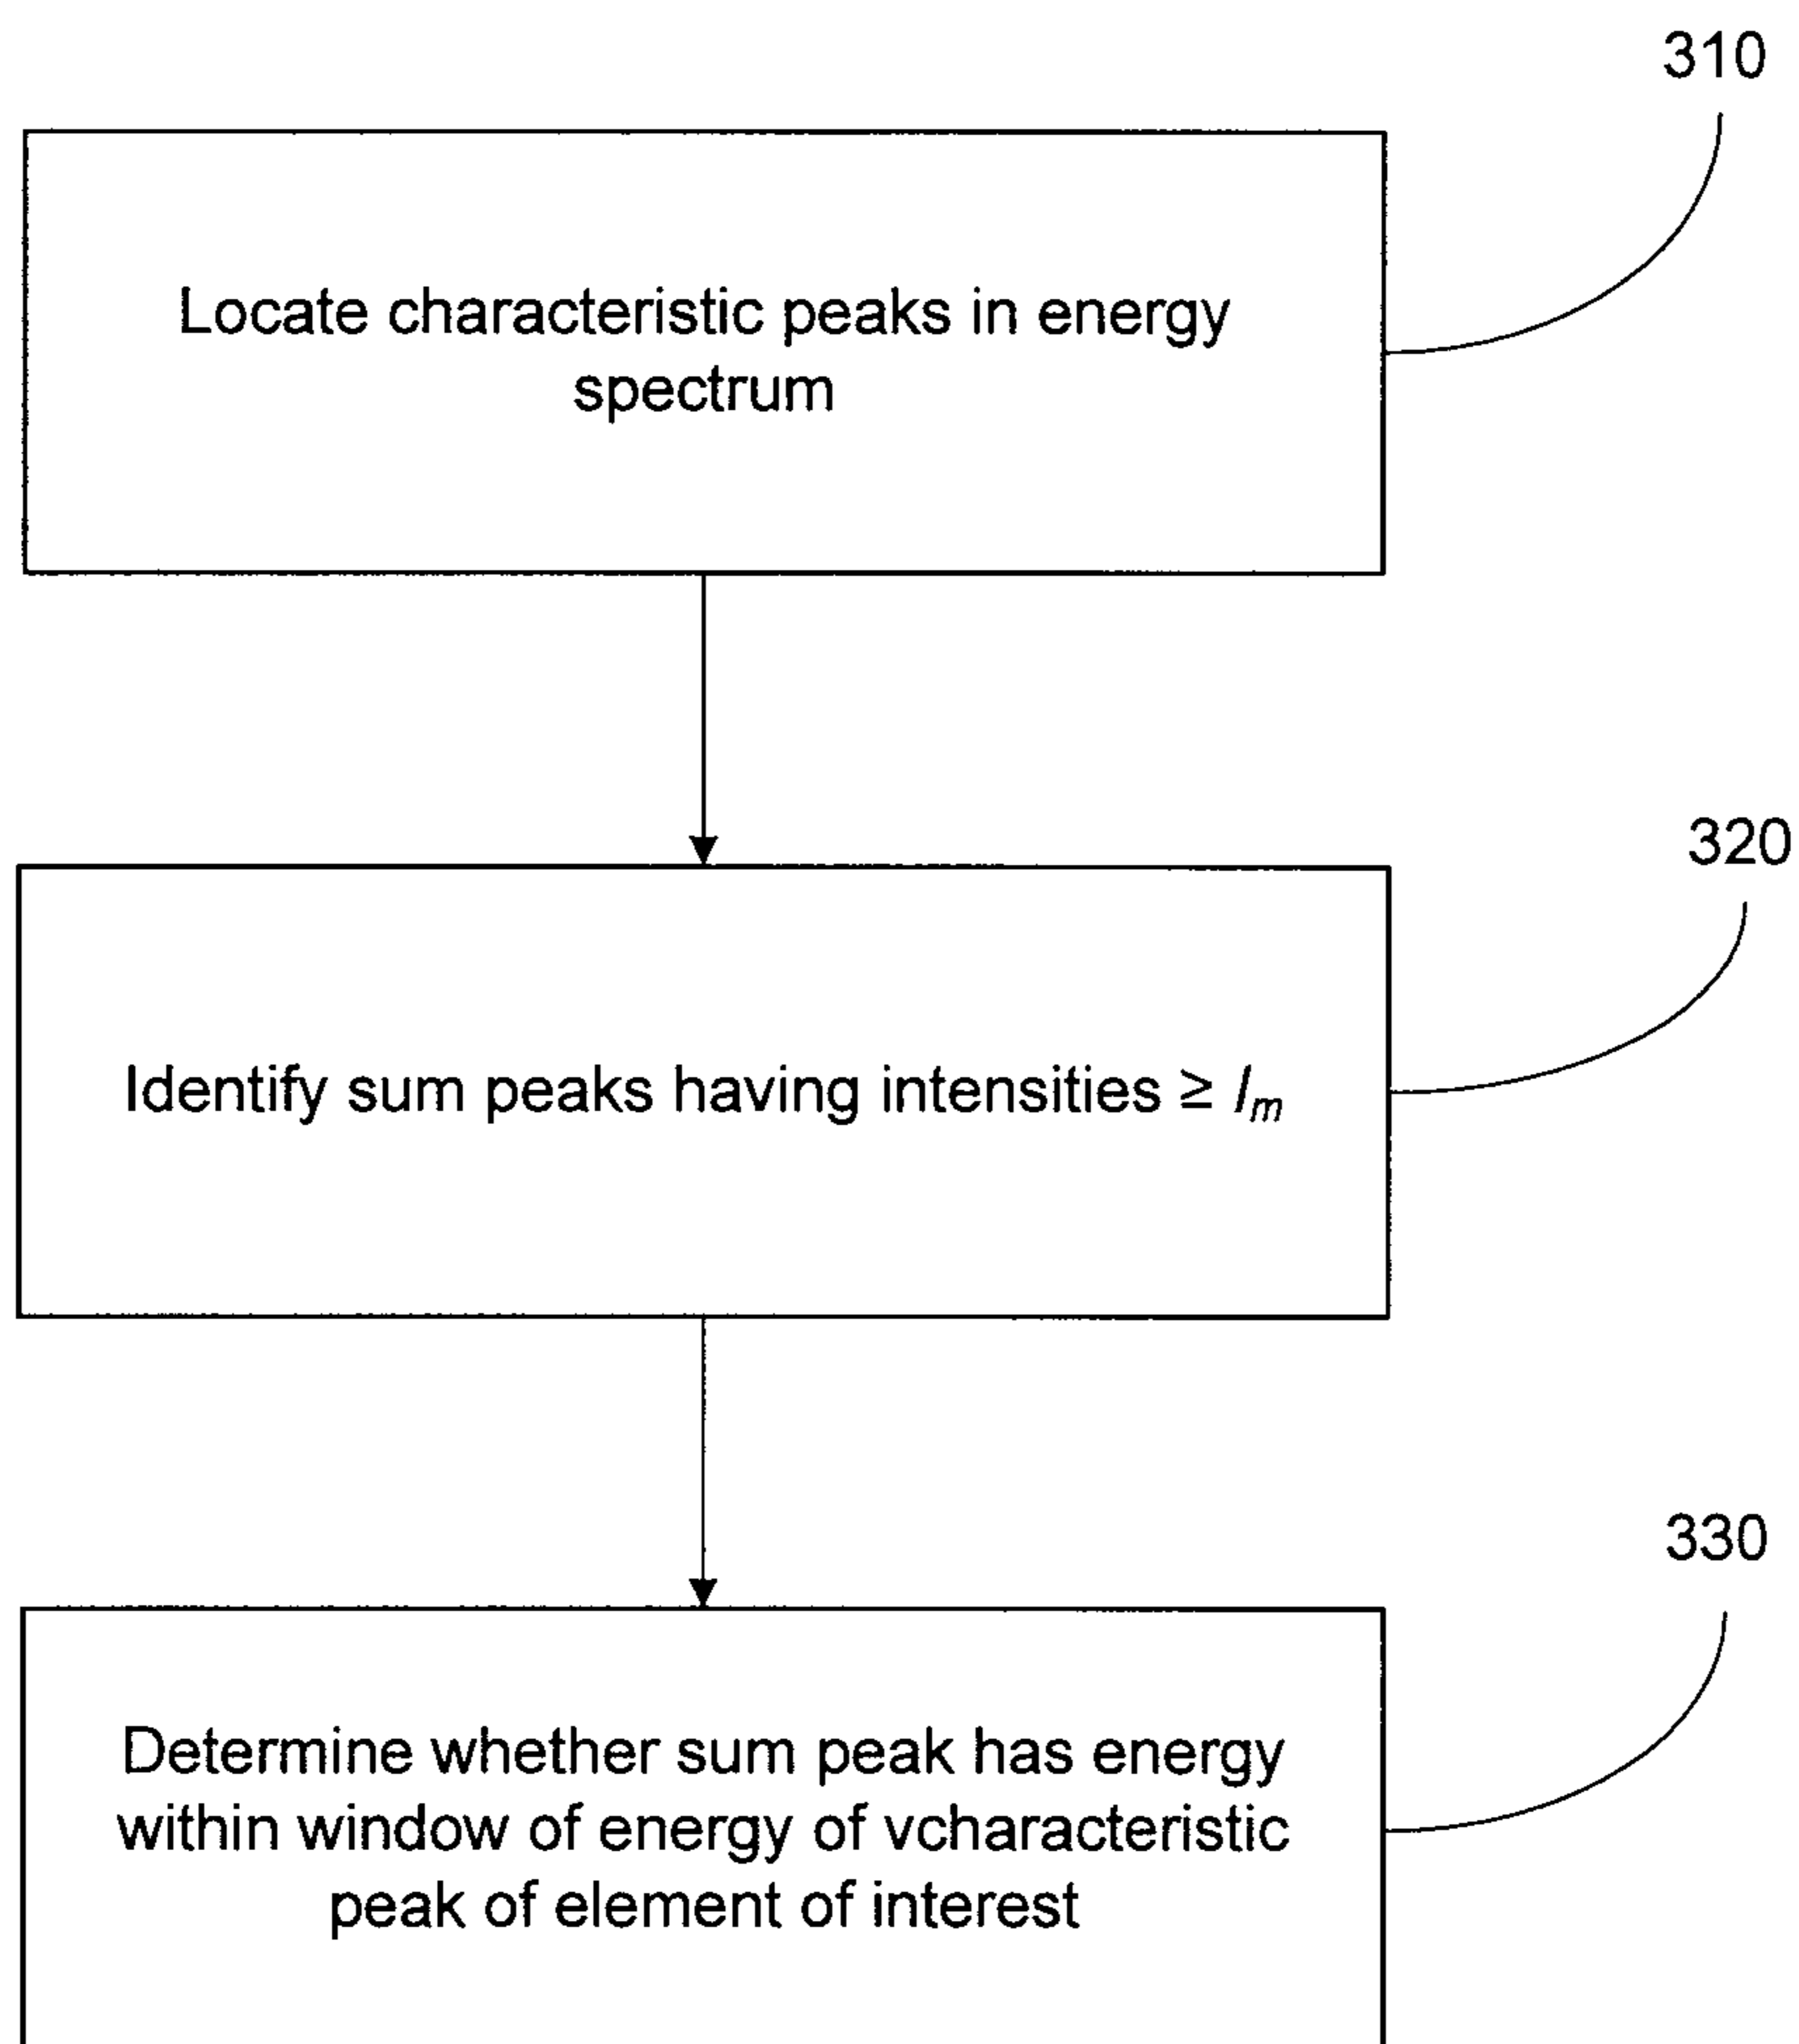 310
Locate characteristic peaks in energy
spectrum
320
Identify sum peaks having intensities ≥ Im
330
Determine whether sum peak has energy
within window of energy of vcharacteristic
peak of element of interest